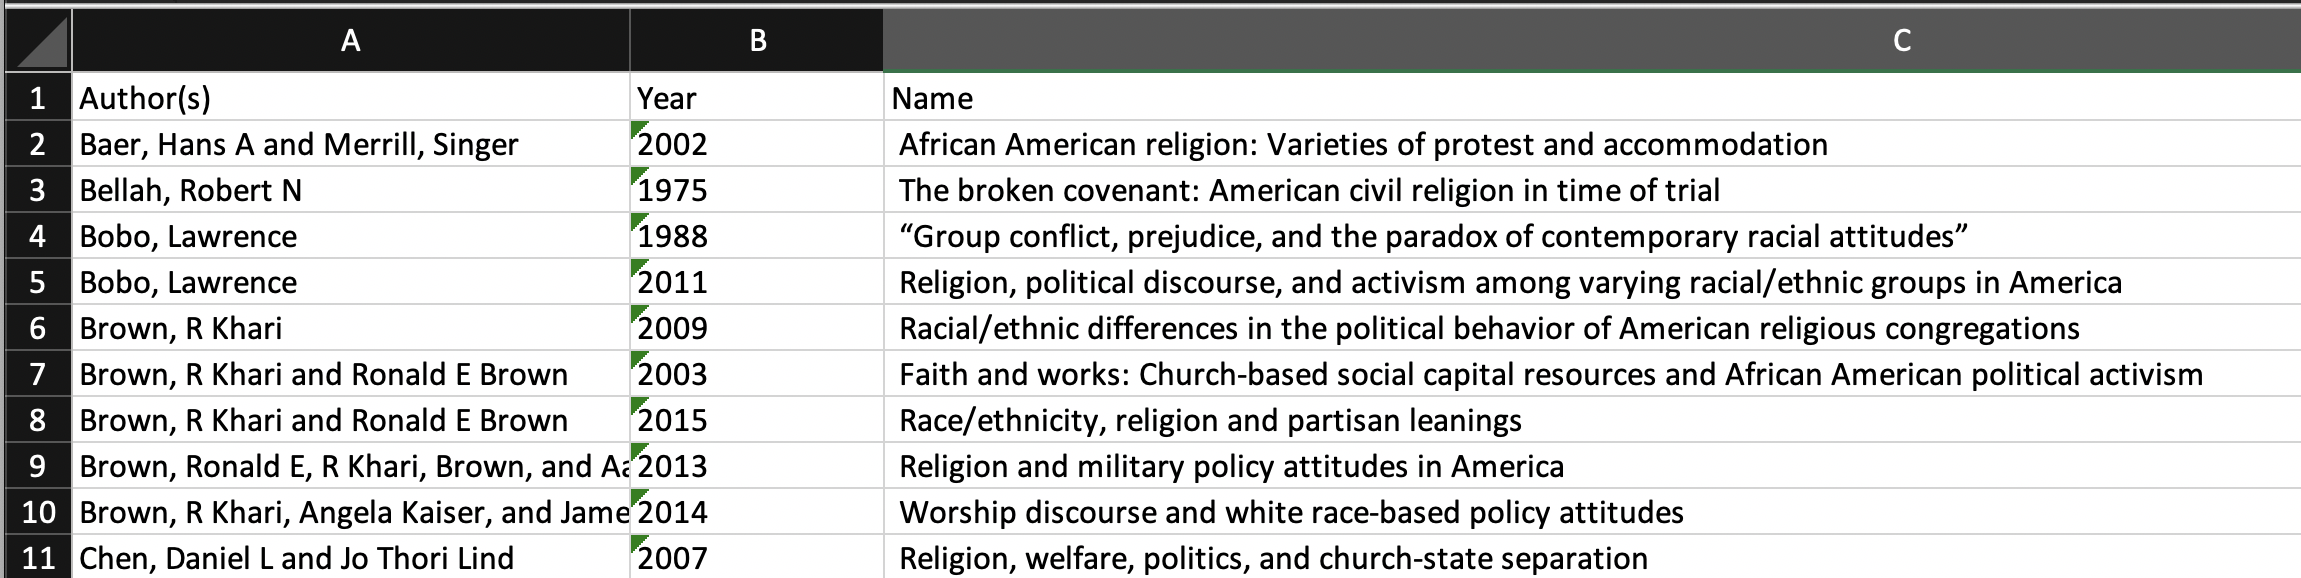 A B C
1 Author(s) Year Name
2 Baer, Hans A and Merrill, Singer 2002 African American religion: Varieties of protest and accommodation
3 Bellah, Robert N 1975 The broken covenant: American civil religion in time of trial
4 Bobo, Lawrence 1988 “Group conflict, prejudice, and the paradox of contemporary racial attitudes”
5 Bobo, Lawrence 2011 Religion, political discourse, and activism among varying racial/ethnic groups in America
6 Brown, R Khari 2009 Racial/ethnic differences in the political behavior of American religious congregations
7 Brown, R Khari and Ronald E Brown 2003 Faith and works: Church-based social capital resources and African American political activism
8 Brown, R Khari and Ronald E Brown 2015 Race/ethnicity, religion and partisan leanings
9 Brown, Ronald E, R Khari, Brown, and 2013 Religion and military policy attitudes in America
10 Brown, R Khari, Angela Kaiser, and Jame 2014 Worship discourse and white race-based policy attitudes
11 Chen, Daniel L and Jo Thori Lind 2007 Religion, welfare, politics, and church-state separation